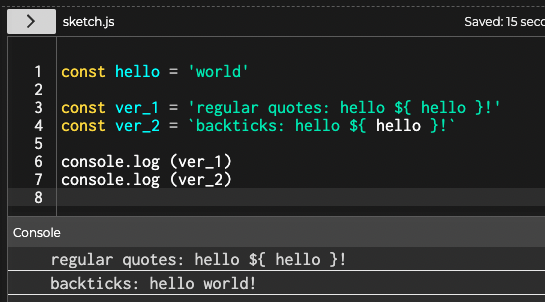 > sketch.js Saved: 15 seco
1 const hello = 'world'
2
3 const ver_1 = 'regular quotes: hello ${ hello }!'
4 const ver_2 = `backticks: hello ${ hello }!`
5
6 console.log (ver_1)
7 console.log (ver_2)
8
Console
regular quotes: hello ${ hello }!
backticks: hello world!